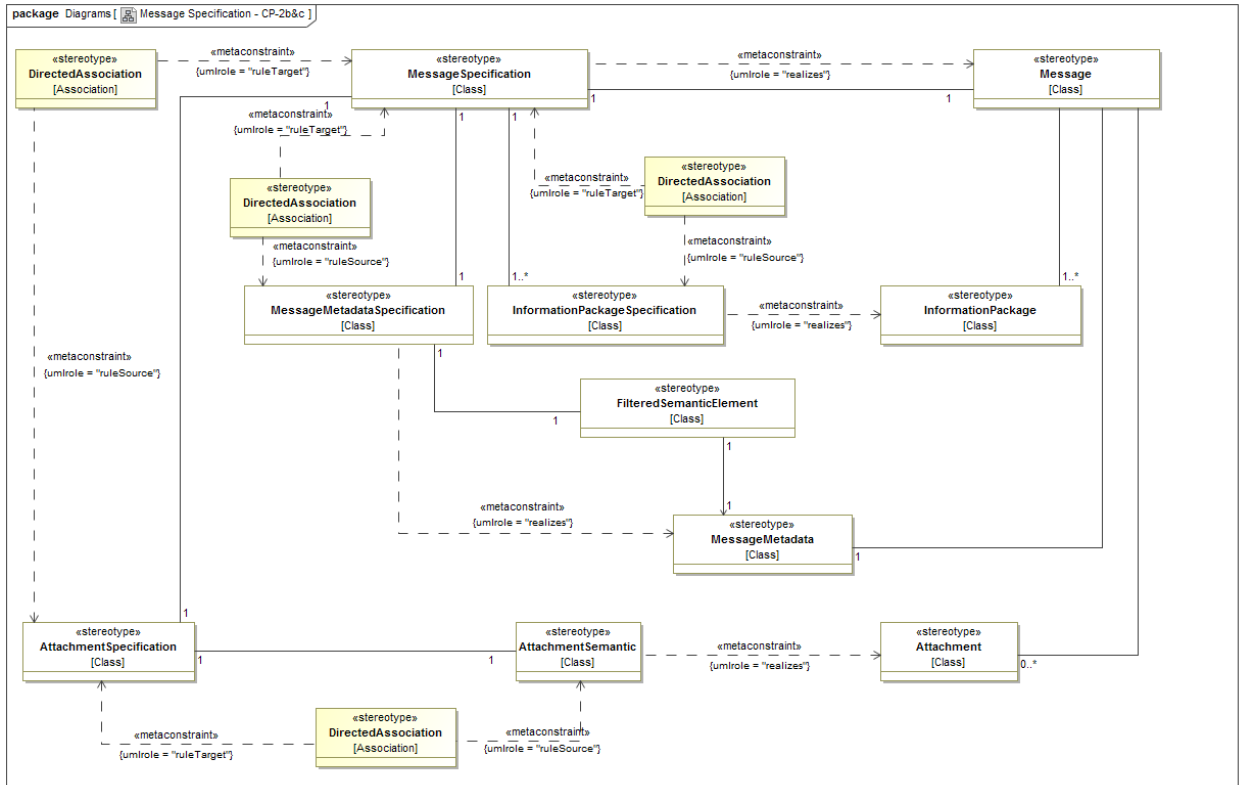 package Diagrams [ Message Specification - CP-2b&c ]
«stereotype»
DirectedAssociation
[Association]
«metaconstraint»
{umlrole = "ruleTarget"}
«stereotype»
MessageSpecification
[Class]
«metaconstraint»
{umlrole = "realizes"}
«stereotype»
Message
[Class]
1
1
1
1
1
«metaconstraint»
{umlrole = "ruleTarget"}
«stereotype»
DirectedAssociation
[Association]
«metaconstraint»
{umlrole = "ruleTarget"}
«stereotype»
DirectedAssociation
[Association]
«metaconstraint»
{umlrole = "ruleSource"}
«metaconstraint»
{umlrole = "ruleSource"}
1
1..*
1..*
«stereotype»
MessageMetadataSpecification
[Class]
«stereotype»
InformationPackageSpecification
[Class]
«metaconstraint»
{umlrole = "realizes"}
«stereotype»
InformationPackage
[Class]
«metaconstraint»
{umlrole = "ruleSource"}
1
«stereotype»
FilteredSemanticElement
[Class]
1
1
1
«metaconstraint»
{umlrole = "realizes"}
«stereotype»
MessageMetadata
[Class]
1
1
«stereotype»
AttachmentSpecification
[Class]
1
1
«stereotype»
AttachmentSemantic
[Class]
«metaconstraint»
{umlrole = "realizes"}
«stereotype»
Attachment
[Class]
0..*
«metaconstraint»
{umlrole = "ruleTarget"}
«stereotype»
DirectedAssociation
[Association]
«metaconstraint»
{umlrole = "ruleSource"}